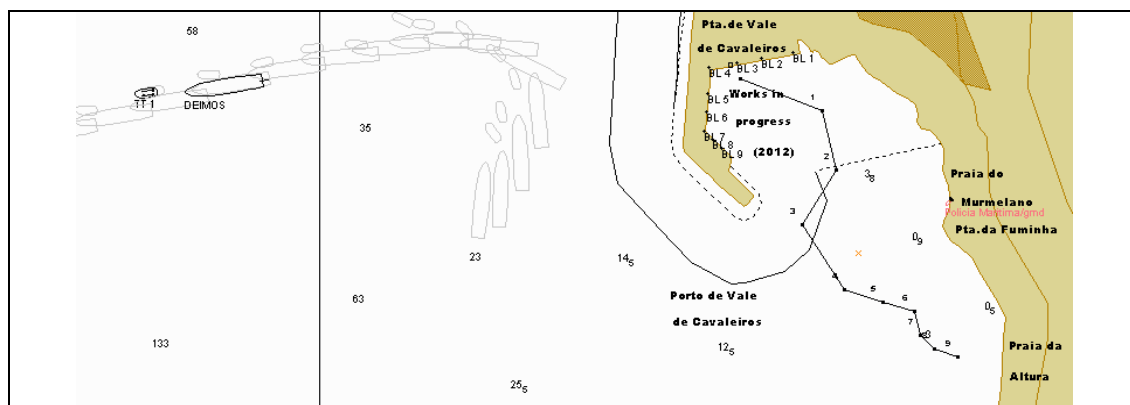 58
Pta.de Vale
de Cavaleiros
BL 1
BL 2
BL 3
BL 4
TT 1
DEIMOS
BL 5
Works in
1
BL 6
progress
35
BL 7
BL 8
(2012)
BL 9
2
3₈
Praia do
Murmelano
Policia Maritima/gmd
3
Pta.da Fuminha
0₉
23
14₅
4
63
Porto de Vale
5
6
0₅
de Cavaleiros
7
8
133
12₅
9
Praia da
Altura
25₅